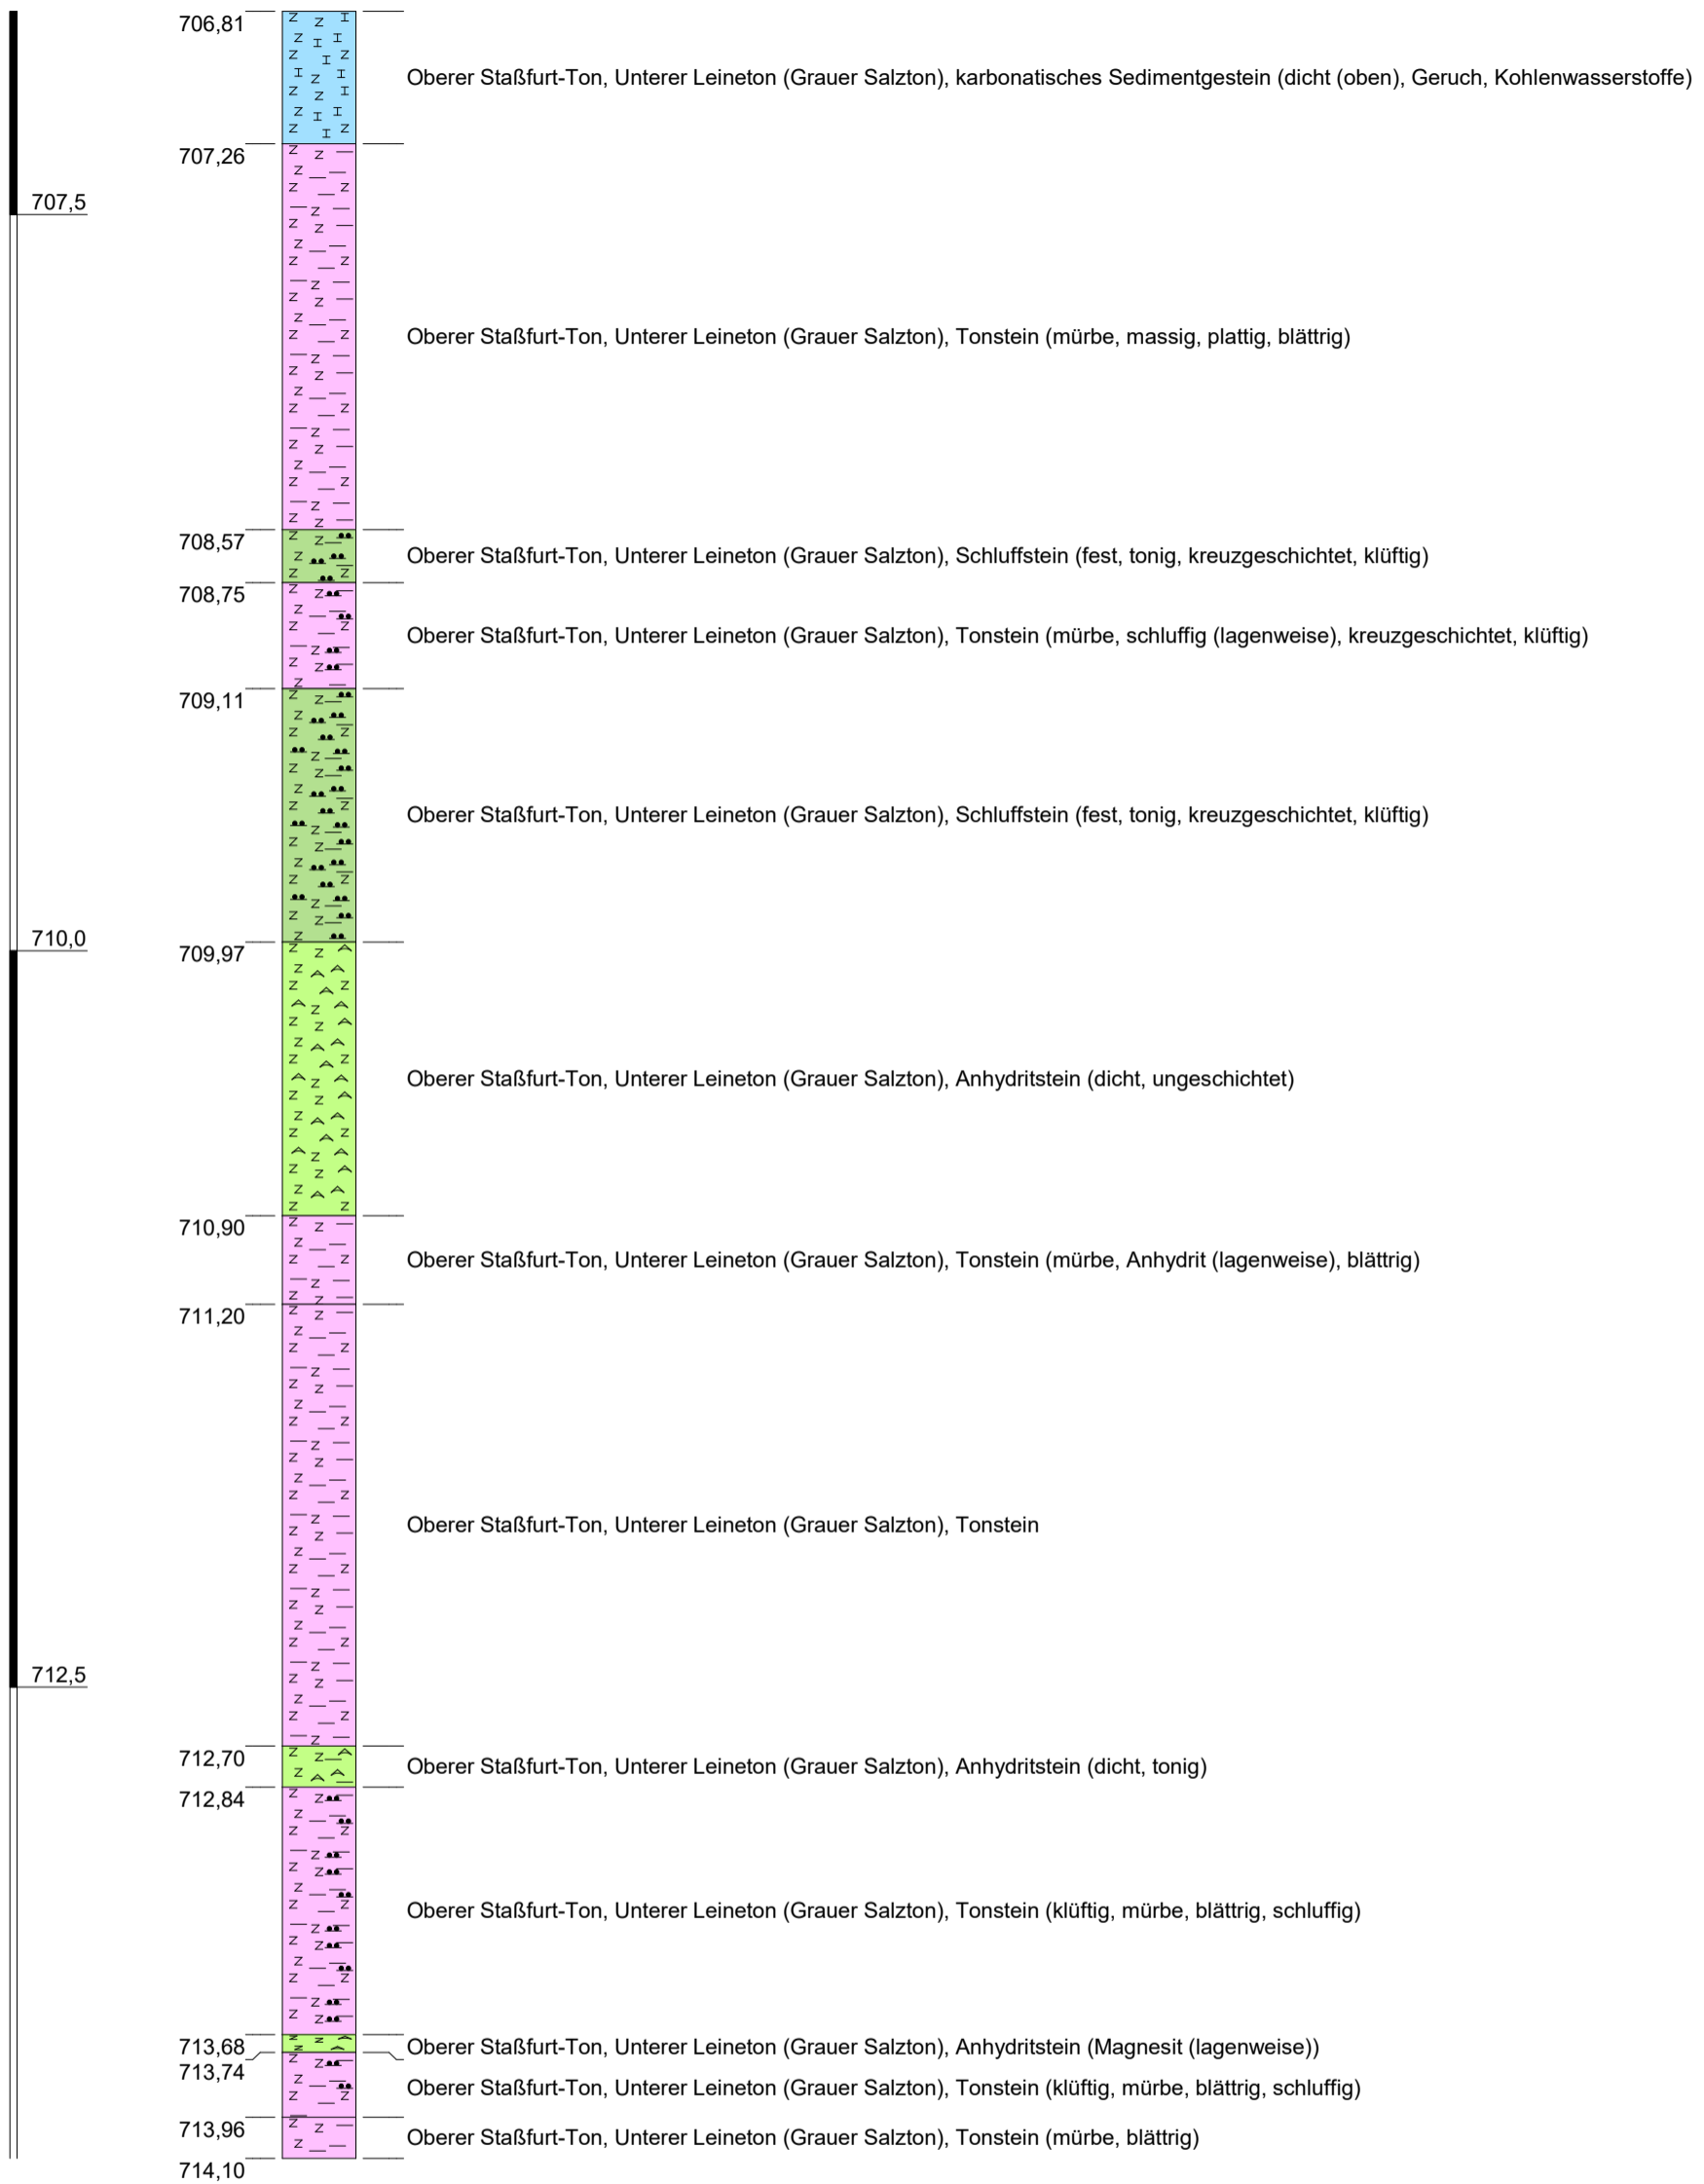 706,81
Oberer Staßfurt-Ton, Unterer Leineton (Grauer Salzton), karbonatisches Sedimentgestein (dicht (oben), Geruch, Kohlenwasserstoffe)
707,26
707,5
Oberer Staßfurt-Ton, Unterer Leineton (Grauer Salzton), Tonstein (mürbe, massig, plattig, blättrig)
708,57
Oberer Staßfurt-Ton, Unterer Leineton (Grauer Salzton), Schluffstein (fest, tonig, kreuzgeschichtet, klüftig)
708,75
Oberer Staßfurt-Ton, Unterer Leineton (Grauer Salzton), Tonstein (mürbe, schluffig (lagenweise), kreuzgeschichtet, klüftig)
709,11
Oberer Staßfurt-Ton, Unterer Leineton (Grauer Salzton), Schluffstein (fest, tonig, kreuzgeschichtet, klüftig)
710,0
709,97
Oberer Staßfurt-Ton, Unterer Leineton (Grauer Salzton), Anhydritstein (dicht, ungeschichtet)
710,90
Oberer Staßfurt-Ton, Unterer Leineton (Grauer Salzton), Tonstein (mürbe, Anhydrit (lagenweise), blättrig)
711,20
Oberer Staßfurt-Ton, Unterer Leineton (Grauer Salzton), Tonstein
712,5
712,70
Oberer Staßfurt-Ton, Unterer Leineton (Grauer Salzton), Anhydritstein (dicht, tonig)
712,84
Oberer Staßfurt-Ton, Unterer Leineton (Grauer Salzton), Tonstein (klüftig, mürbe, blättrig, schluffig)
713,68
Oberer Staßfurt-Ton, Unterer Leineton (Grauer Salzton), Anhydritstein (Magnesit (lagenweise))
713,74
Oberer Staßfurt-Ton, Unterer Leineton (Grauer Salzton), Tonstein (klüftig, mürbe, blättrig, schluffig)
713,96
Oberer Staßfurt-Ton, Unterer Leineton (Grauer Salzton), Tonstein (mürbe, blättrig)
714,10